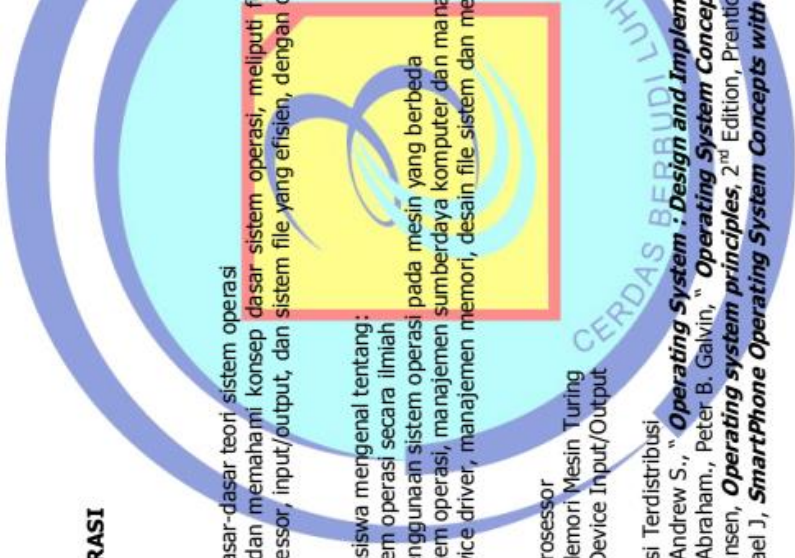 RASI
asar-dasar teori sistem operasi
dan memahami konsep dasar sistem operasi, meliputi f
essor, input/output, dan sistem file yang efisien, dengan
siswa mengenal tentang:
em operasi secara ilmiah
nggunaan sistem operasi pada mesin yang berbeda
em operasi, manajemen sumberdaya komputer dan mana
vice driver, manajemen memori, desain file sistem dan me
rosessor
lemori Mesin Turing
Device Input/Output
si Terdistribusi
Andrew S., " Operating System : Design and Implem
Abraham., Peter B. Galvin, " Operating System Concep
nsen, Operating system principles, 2nd Edition, Prentic
ael J, SmartPhone Operating System Concepts with
CERDAS BERBUDI LUH